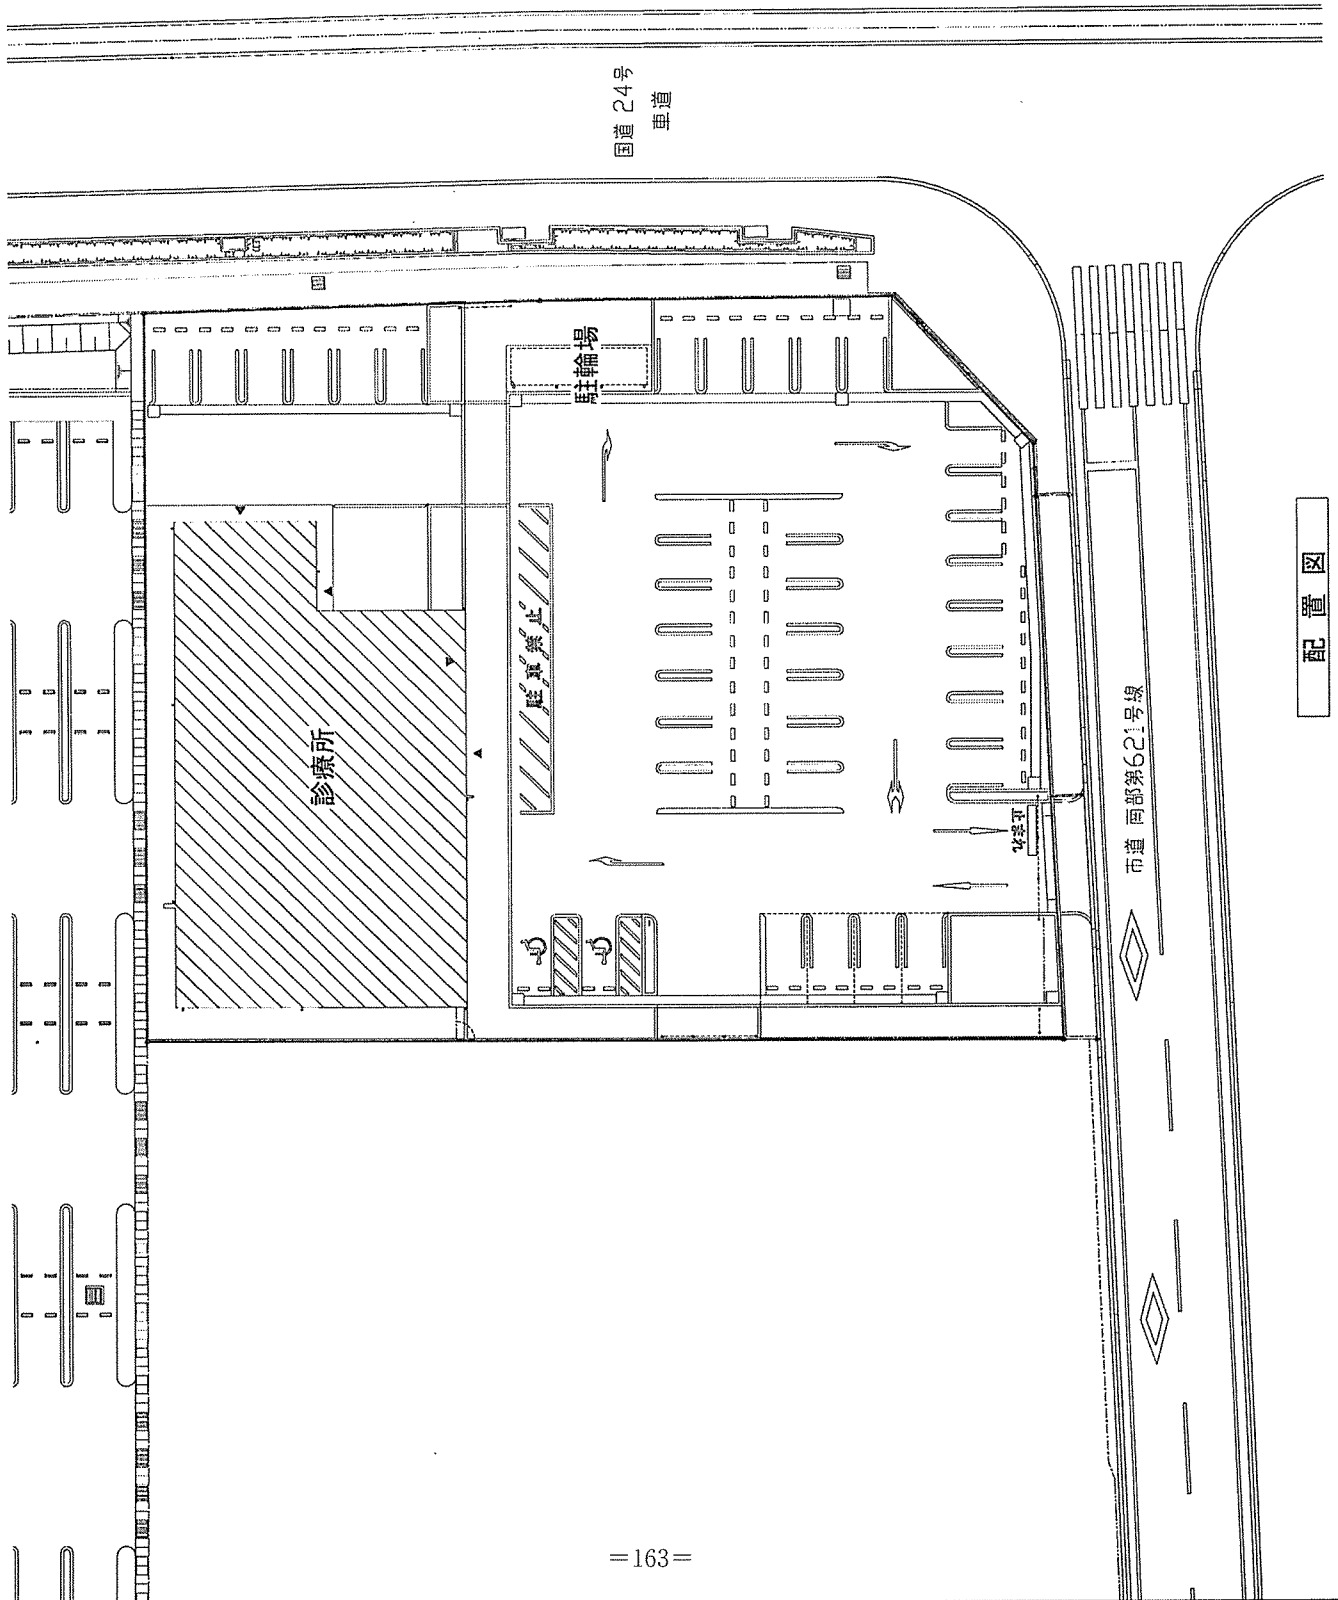 国道 24号
車道
駐輪場
駐車禁止
診療所
市道 南部第621号線
配置図
=163=